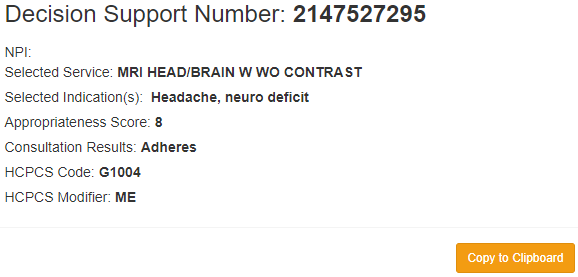 Decision Support Number: 2147527295
NPI:
Selected Service: MRI HEAD/BRAIN W WO CONTRAST
Selected Indication(s): Headache, neuro deficit
Appropriateness Score: 8
Consultation Results: Adheres
HCPCS Code: G1004
HCPCS Modifier: ME
Copy to Clipboard